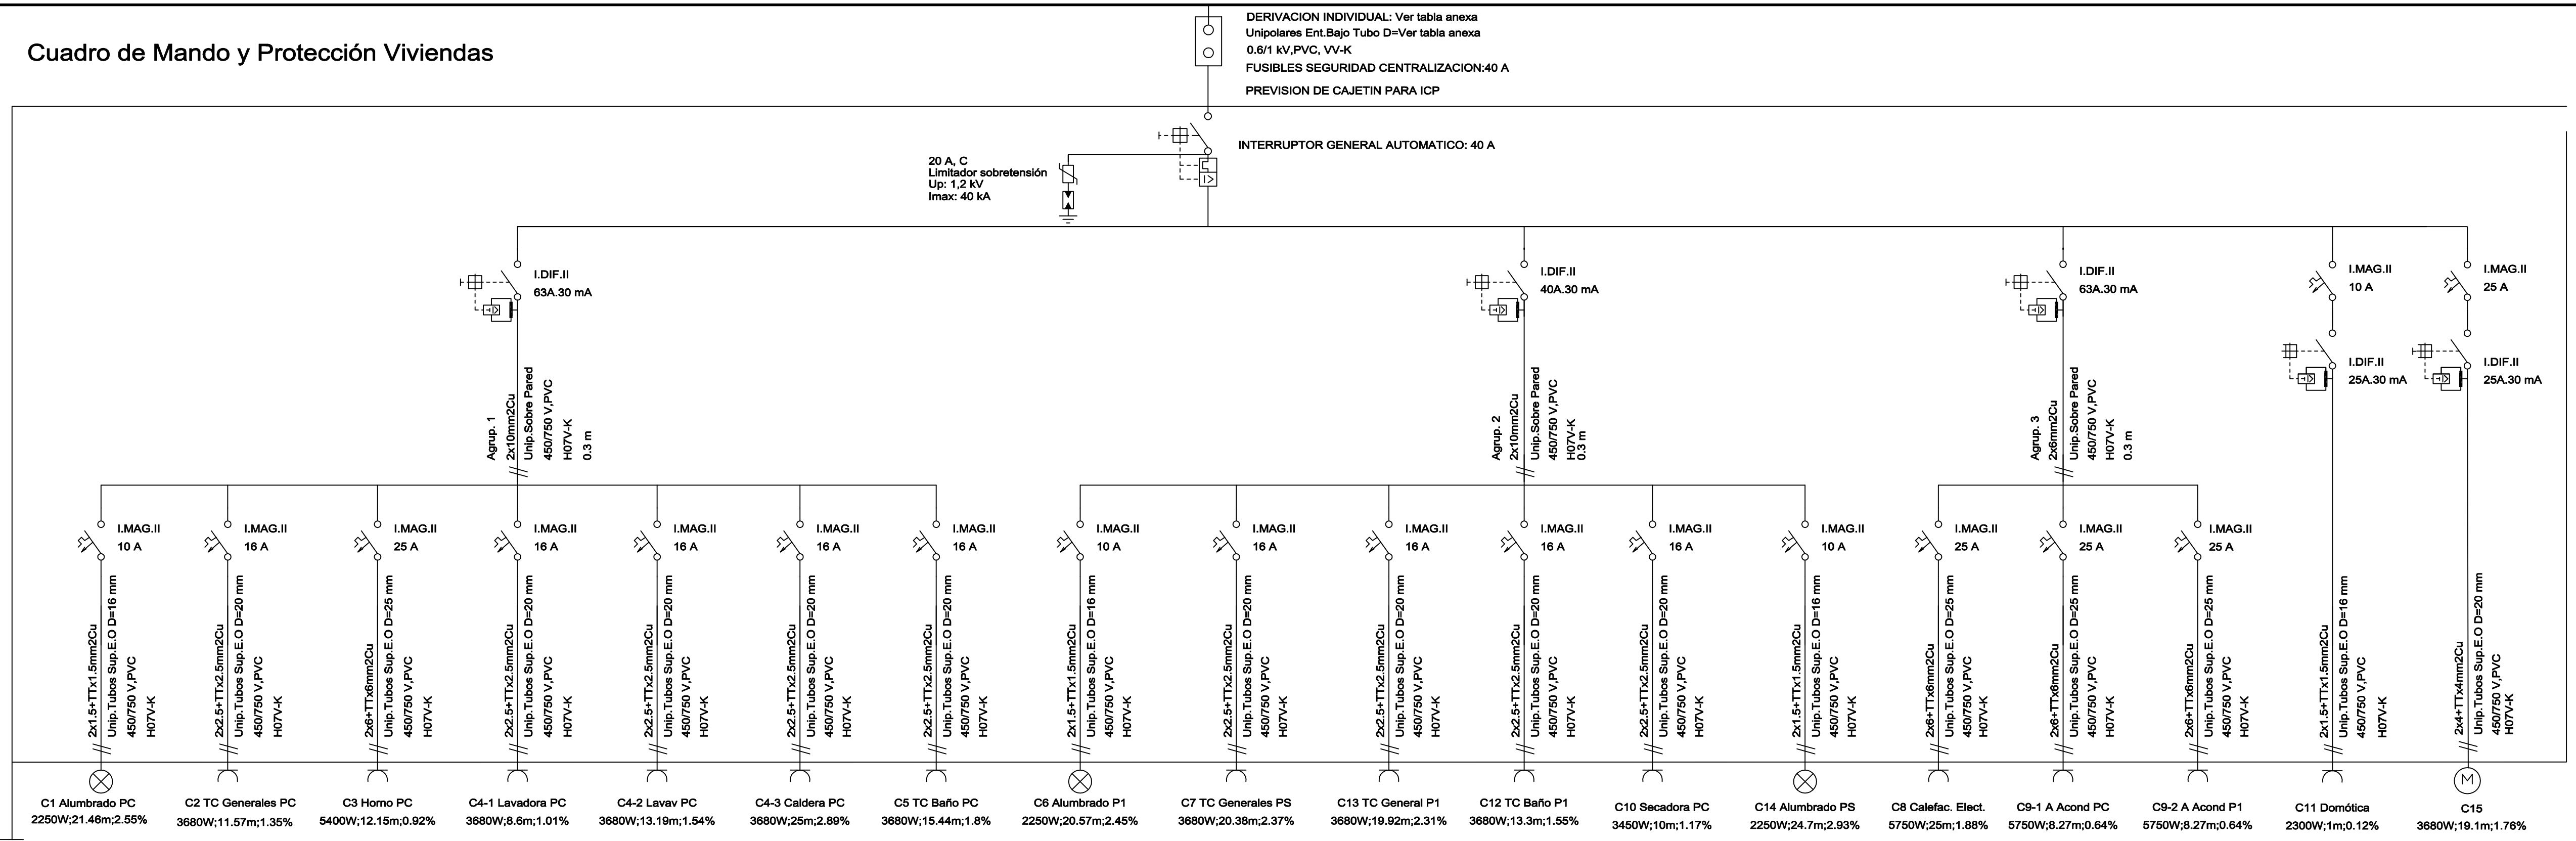 Cuadro de Mando y Protección Viviendas
DERIVACION INDIVIDUAL: Ver tabla anexa
Unipolares Ent.Bajo Tubo D=Ver tabla anexa
0.6/1 kV,PVC, VV-K
FUSIBLES SEGURIDAD CENTRALIZACION:40 A
PREVISION DE CAJETIN PARA ICP
INTERRUPTOR GENERAL AUTOMATICO: 40 A
20 A, C
Limitador sobretensión
Up: 1,2 kV
Imax: 40 kA
I.DIF.II
63A.30 mA
I.DIF.II
40A.30 mA
I.DIF.II
63A.30 mA
I.MAG.II
10 A
I.MAG.II
25 A
I.DIF.II
25A.30 mA
I.DIF.II
25A.30 mA
Agrup. 1
2x10mm2Cu
Unip.Sobre Pared
450/750 V,PVC
H07V-K
0.3 m
Agrup. 2
2x10mm2Cu
Unip.Sobre Pared
450/750 V,PVC
H07V-K
0.3 m
Agrup. 3
2x6mm2Cu
Unip.Sobre Pared
450/750 V,PVC
H07V-K
0.3 m
I.MAG.II
10 A
I.MAG.II
16 A
I.MAG.II
25 A
I.MAG.II
16 A
I.MAG.II
16 A
I.MAG.II
16 A
I.MAG.II
16 A
I.MAG.II
10 A
I.MAG.II
16 A
I.MAG.II
16 A
I.MAG.II
16 A
I.MAG.II
16 A
I.MAG.II
10 A
I.MAG.II
25 A
I.MAG.II
25 A
I.MAG.II
25 A
2x1.5+TTx1.5mm2Cu
Unip.Tubos Sup.E.O D=16 mm
450/750 V,PVC
H07V-K
2x2.5+TTx2.5mm2Cu
Unip.Tubos Sup.E.O D=20 mm
450/750 V,PVC
H07V-K
2x6+TTx6mm2Cu
Unip.Tubos Sup.E.O D=25 mm
450/750 V,PVC
H07V-K
2x2.5+TTx2.5mm2Cu
Unip.Tubos Sup.E.O D=20 mm
450/750 V,PVC
H07V-K
2x2.5+TTx2.5mm2Cu
Unip.Tubos Sup.E.O D=20 mm
450/750 V,PVC
H07V-K
2x2.5+TTx2.5mm2Cu
Unip.Tubos Sup.E.O D=20 mm
450/750 V,PVC
H07V-K
2x2.5+TTx2.5mm2Cu
Unip.Tubos Sup.E.O D=20 mm
450/750 V,PVC
H07V-K
2x1.5+TTx1.5mm2Cu
Unip.Tubos Sup.E.O D=16 mm
450/750 V,PVC
H07V-K
2x2.5+TTx2.5mm2Cu
Unip.Tubos Sup.E.O D=20 mm
450/750 V,PVC
H07V-K
2x2.5+TTx2.5mm2Cu
Unip.Tubos Sup.E.O D=20 mm
450/750 V,PVC
H07V-K
2x2.5+TTx2.5mm2Cu
Unip.Tubos Sup.E.O D=20 mm
450/750 V,PVC
H07V-K
2x2.5+TTx2.5mm2Cu
Unip.Tubos Sup.E.O D=20 mm
450/750 V,PVC
H07V-K
2x1.5+TTx1.5mm2Cu
Unip.Tubos Sup.E.O D=16 mm
450/750 V,PVC
H07V-K
2x6+TTx6mm2Cu
Unip.Tubos Sup.E.O D=25 mm
450/750 V,PVC
H07V-K
2x6+TTx6mm2Cu
Unip.Tubos Sup.E.O D=25 mm
450/750 V,PVC
H07V-K
2x6+TTx6mm2Cu
Unip.Tubos Sup.E.O D=25 mm
450/750 V,PVC
H07V-K
2x1.5+TTx1.5mm2Cu
Unip.Tubos Sup.E.O D=16 mm
450/750 V,PVC
H07V-K
2x4+TTx4mm2Cu
Unip.Tubos Sup.E.O D=20 mm
450/750 V,PVC
H07V-K
M
C1 Alumbrado PC
2250W;21.46m;2.55%
C2 TC Generales PC
3680W;11.57m;1.35%
C3 Horno PC
5400W;12.15m;0.92%
C4-1 Lavadora PC
3680W;8.6m;1.01%
C4-2 Lavav PC
3680W;13.19m;1.54%
C4-3 Caldera PC
3680W;25m;2.89%
C5 TC Baño PC
3680W;15.44m;1.8%
C6 Alumbrado P1
2250W;20.57m;2.45%
C7 TC Generales PS
3680W;20.38m;2.37%
C13 TC General P1
3680W;19.92m;2.31%
C12 TC Baño P1
3680W;13.3m;1.55%
C10 Secadora PC
3450W;10m;1.17%
C14 Alumbrado PS
2250W;24.7m;2.93%
C8 Calefac. Elect.
5750W;25m;1.88%
C9-1 A Acond PC
5750W;8.27m;0.64%
C9-2 A Acond P1
5750W;8.27m;0.64%
C11 Domótica
2300W;1m;0.12%
C15
3680W;19.1m;1.76%